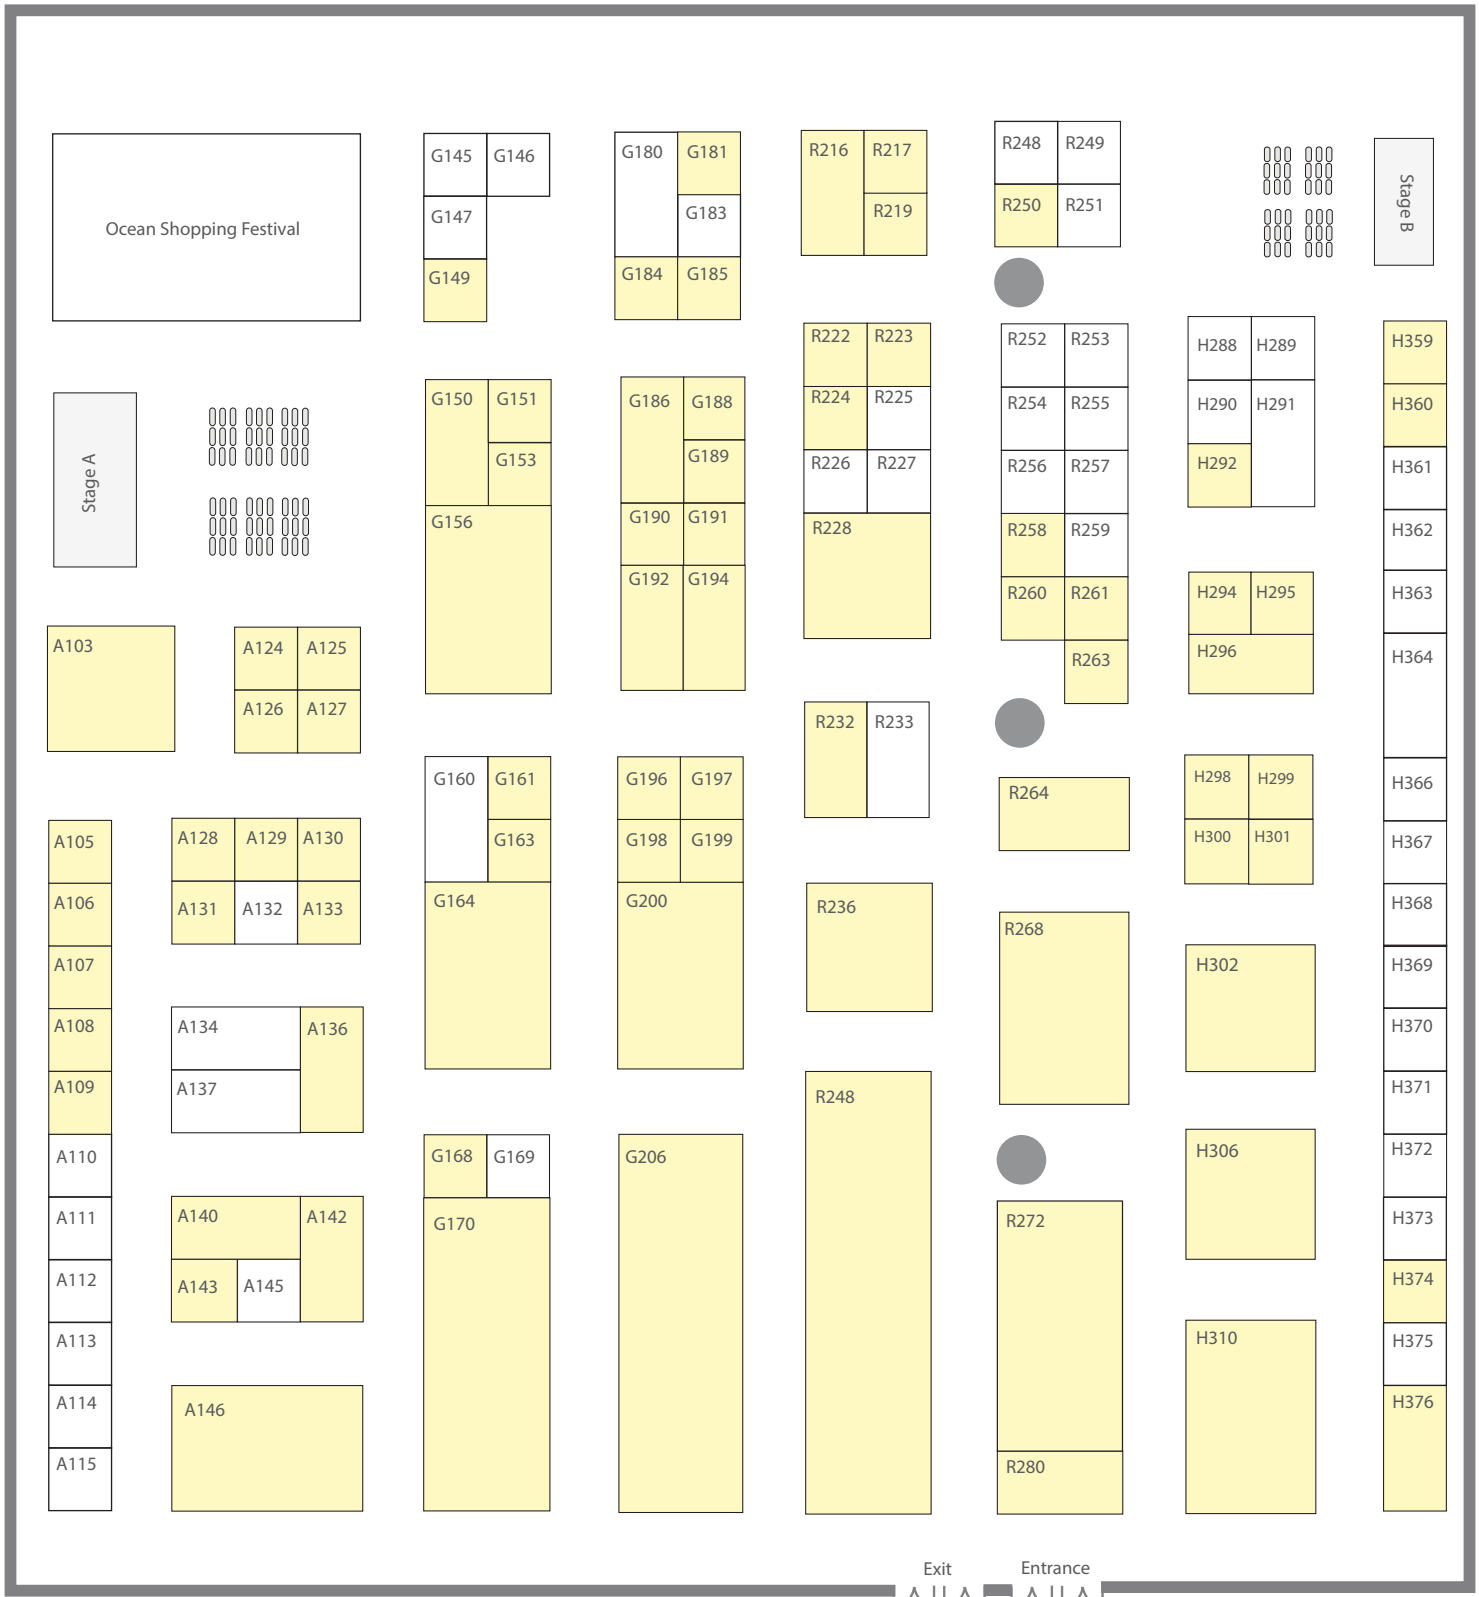 Ocean Shopping Festival
G145 G146
G147
G149
G180 G181
G183
G184 G185
R216 R217
R219
R248 R249
R250 R251
Stage B
Stage A
G150 G151
G153
G156
G186 G188
G189
G190 G191
G192 G194
R222 R223
R224 R225
R226 R227
R228
R252 R253
R254 R255
R256 R257
R258 R259
R260 R261
R263
H288 H289
H290 H291
H292
H294 H295
H296
H359
H360
H361
H362
H363
H364
H366
H367
H368
H369
H370
H371
H372
H373
H374
H375
H376
A103
A124 A125
A126 A127
A105
A106
A107
A108
A109
A110
A111
A112
A113
A114
A115
A128 A129 A130
A131 A132 A133
A134 A136
A137
A140 A142
A143 A145
A146
G160 G161
G163
G164
G168 G169
G170
G196 G197
G198 G199
G200
G206
R232 R233
R236
R248
R264
R268
R272
R280
H298 H299
H300 H301
H302
H306
H310
Exit Entrance